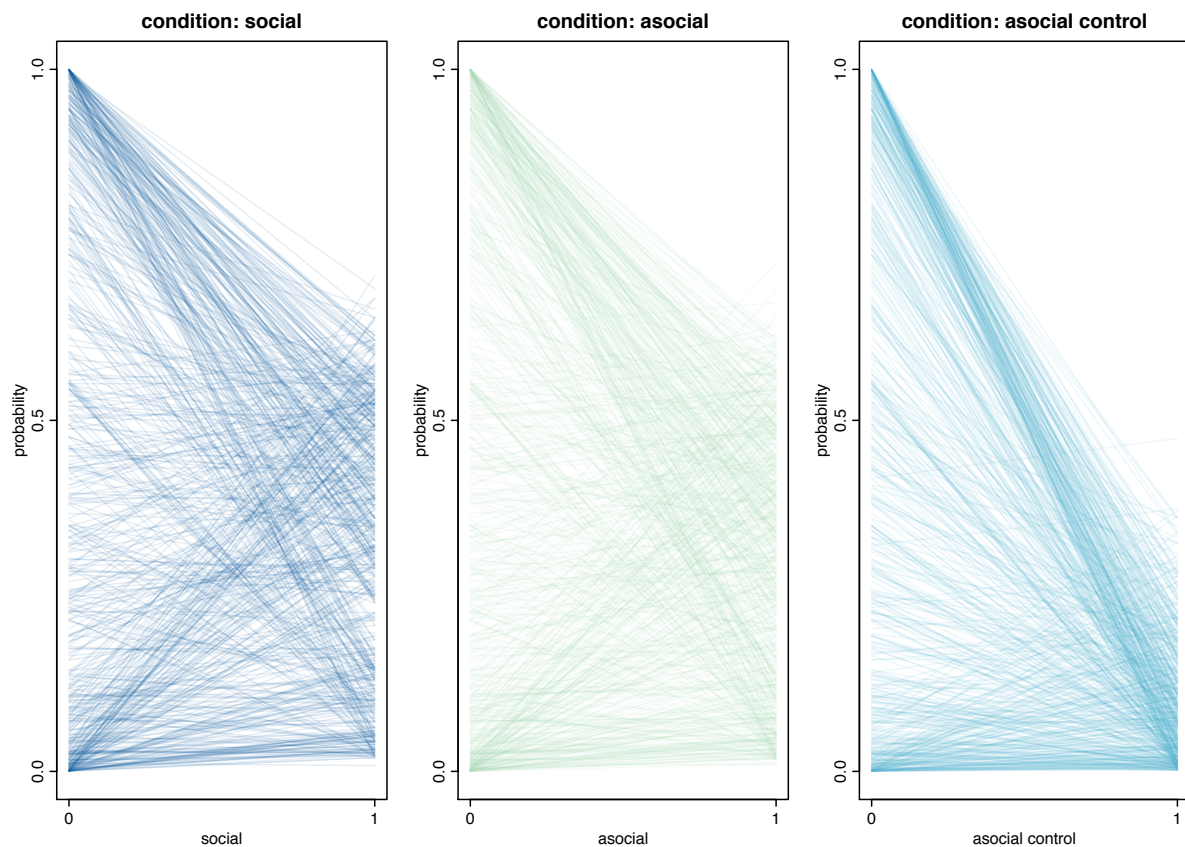 condition: social
condition: asocial
condition: asocial control
1.0
0.5
0.0
probability
0
1
social
1.0
0.5
0.0
probability
0
1
asocial
1.0
0.5
0.0
probability
0
1
asocial control